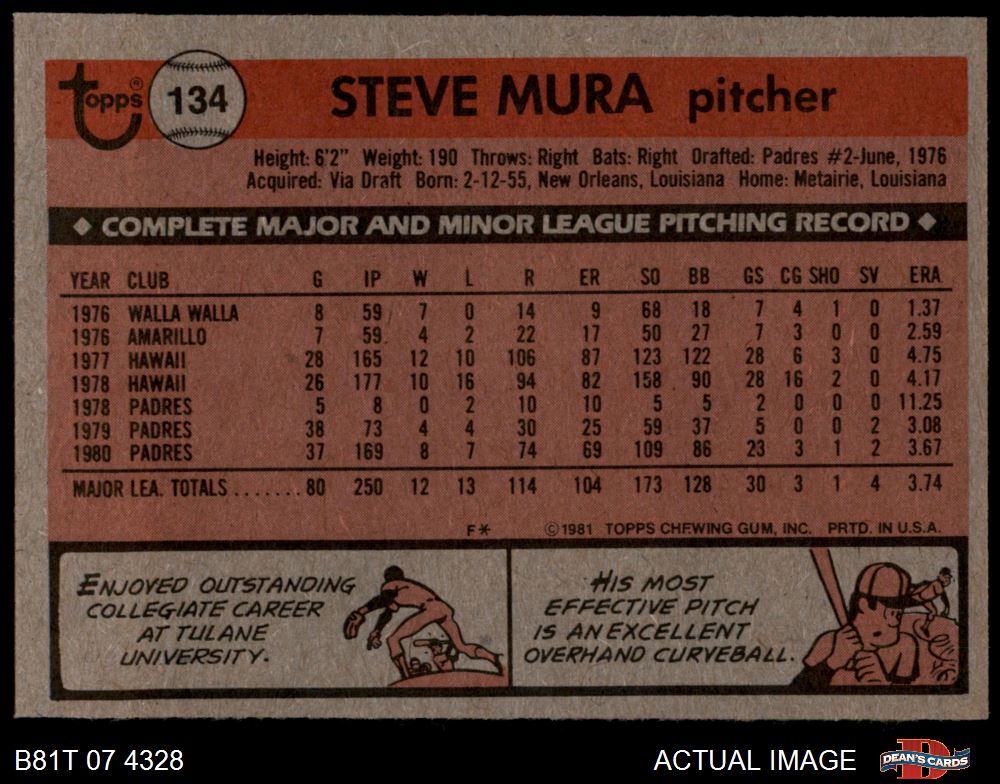 Topps® 134 STEVE MURA pitcher
Height: 6'2" Weight: 190 Throws: Right Bats: Right Drafted: Padres #2-June, 1976
Acquired: Via Draft Born: 2-12-55, New Orleans, Louisiana Home: Metairie, Louisiana
◆ COMPLETE MAJOR AND MINOR LEAGUE PITCHING RECORD ◆
YEAR CLUB G IP W L R ER SO BB GS CG SHO SV ERA
1976 WALLA WALLA 8 59 7 0 14 9 68 18 7 4 1 0 1.37
1976 AMARILLO 7 59 4 2 22 17 50 27 7 3 0 0 2.59
1977 HAWAII 28 165 12 10 106 87 123 122 28 6 3 0 4.75
1978 HAWAII 26 177 10 16 94 82 158 90 28 16 2 0 4.17
1978 PADRES 5 8 0 2 10 10 5 5 2 0 0 0 11.25
1979 PADRES 38 73 4 4 30 25 59 37 5 0 0 2 3.08
1980 PADRES 37 169 8 7 74 69 109 86 23 3 1 2 3.67
MAJOR LEA. TOTALS.......80 250 12 13 114 104 173 128 30 3 1 4 3.74
F* ©1981 TOPPS CHEWING GUM, INC. PRTD. IN U.S.A.
ENJOYED OUTSTANDING
COLLEGIATE CAREER
AT TULANE
UNIVERSITY.
HIS MOST
EFFECTIVE PITCH
IS AN EXCELLENT
OVERHAND CURVEBALL.
B81T 07 4328 ACTUAL IMAGE D DEAN'S CARDS